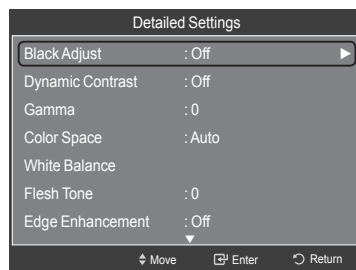 Detailed Settings
Black Adjust : Off
Dynamic Contrast : Off
Gamma : 0
Color Space : Auto
White Balance
Flesh Tone : 0
Edge Enhancement : Off
Move Enter Return